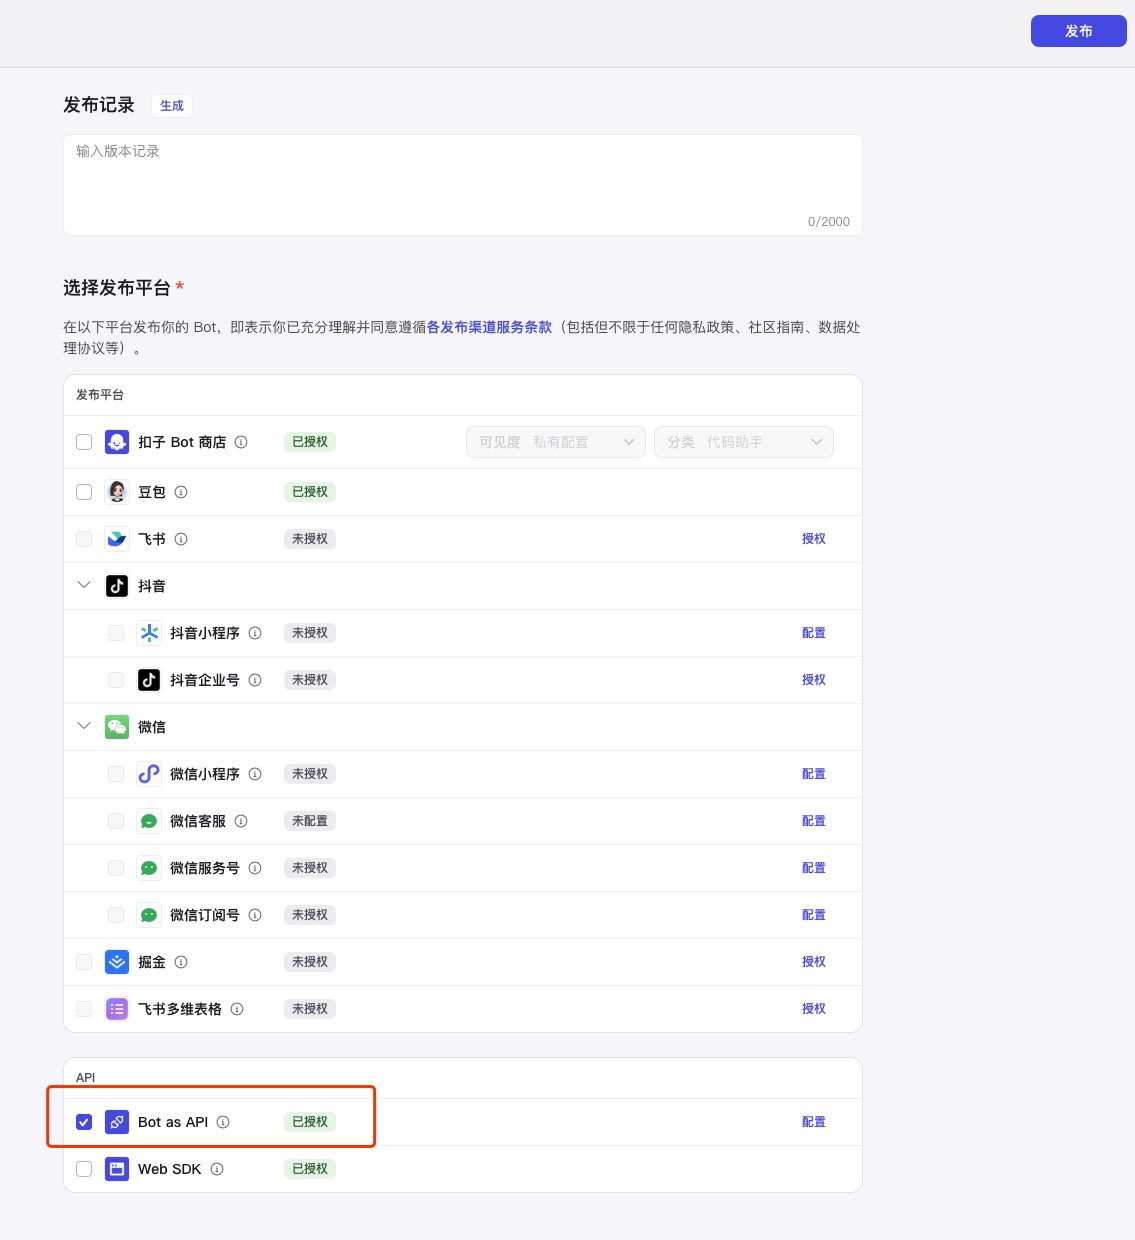 发布
发布记录 生成
输入版本记录
0/2000
选择发布平台 *
在以下平台发布你的 Bot，即表示你已充分理解并同意遵循各发布渠道服务条款（包括但不限于任何隐私政策、社区指南、数据处
理协议等）。
发布平台
扣子 Bot 商店 已授权 可见度 私有配置 分类 代码助手
豆包 已授权
飞书 未授权 授权
抖音
抖音小程序 未授权 配置
抖音企业号 未授权 授权
微信
微信小程序 未授权 配置
微信客服 未配置 配置
微信服务号 未授权 配置
微信订阅号 未授权 配置
掘金 未授权 授权
飞书多维表格 未授权 授权
API
Bot as API 已授权 配置
Web SDK 已授权